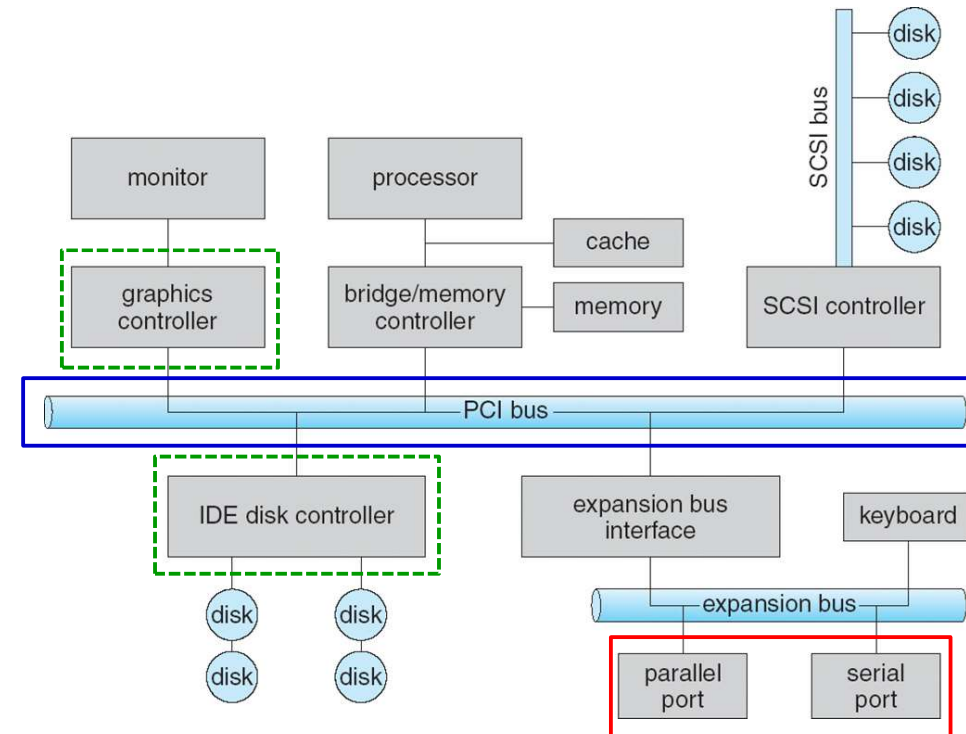 disk
disk
disk
disk
SCSI bus
monitor
processor
cache
graphics
controller
bridge/memory
controller
memory
SCSI controller
PCI bus
IDE disk controller
expansion bus
interface
keyboard
disk
disk
expansion bus
disk
disk
parallel
port
serial
port